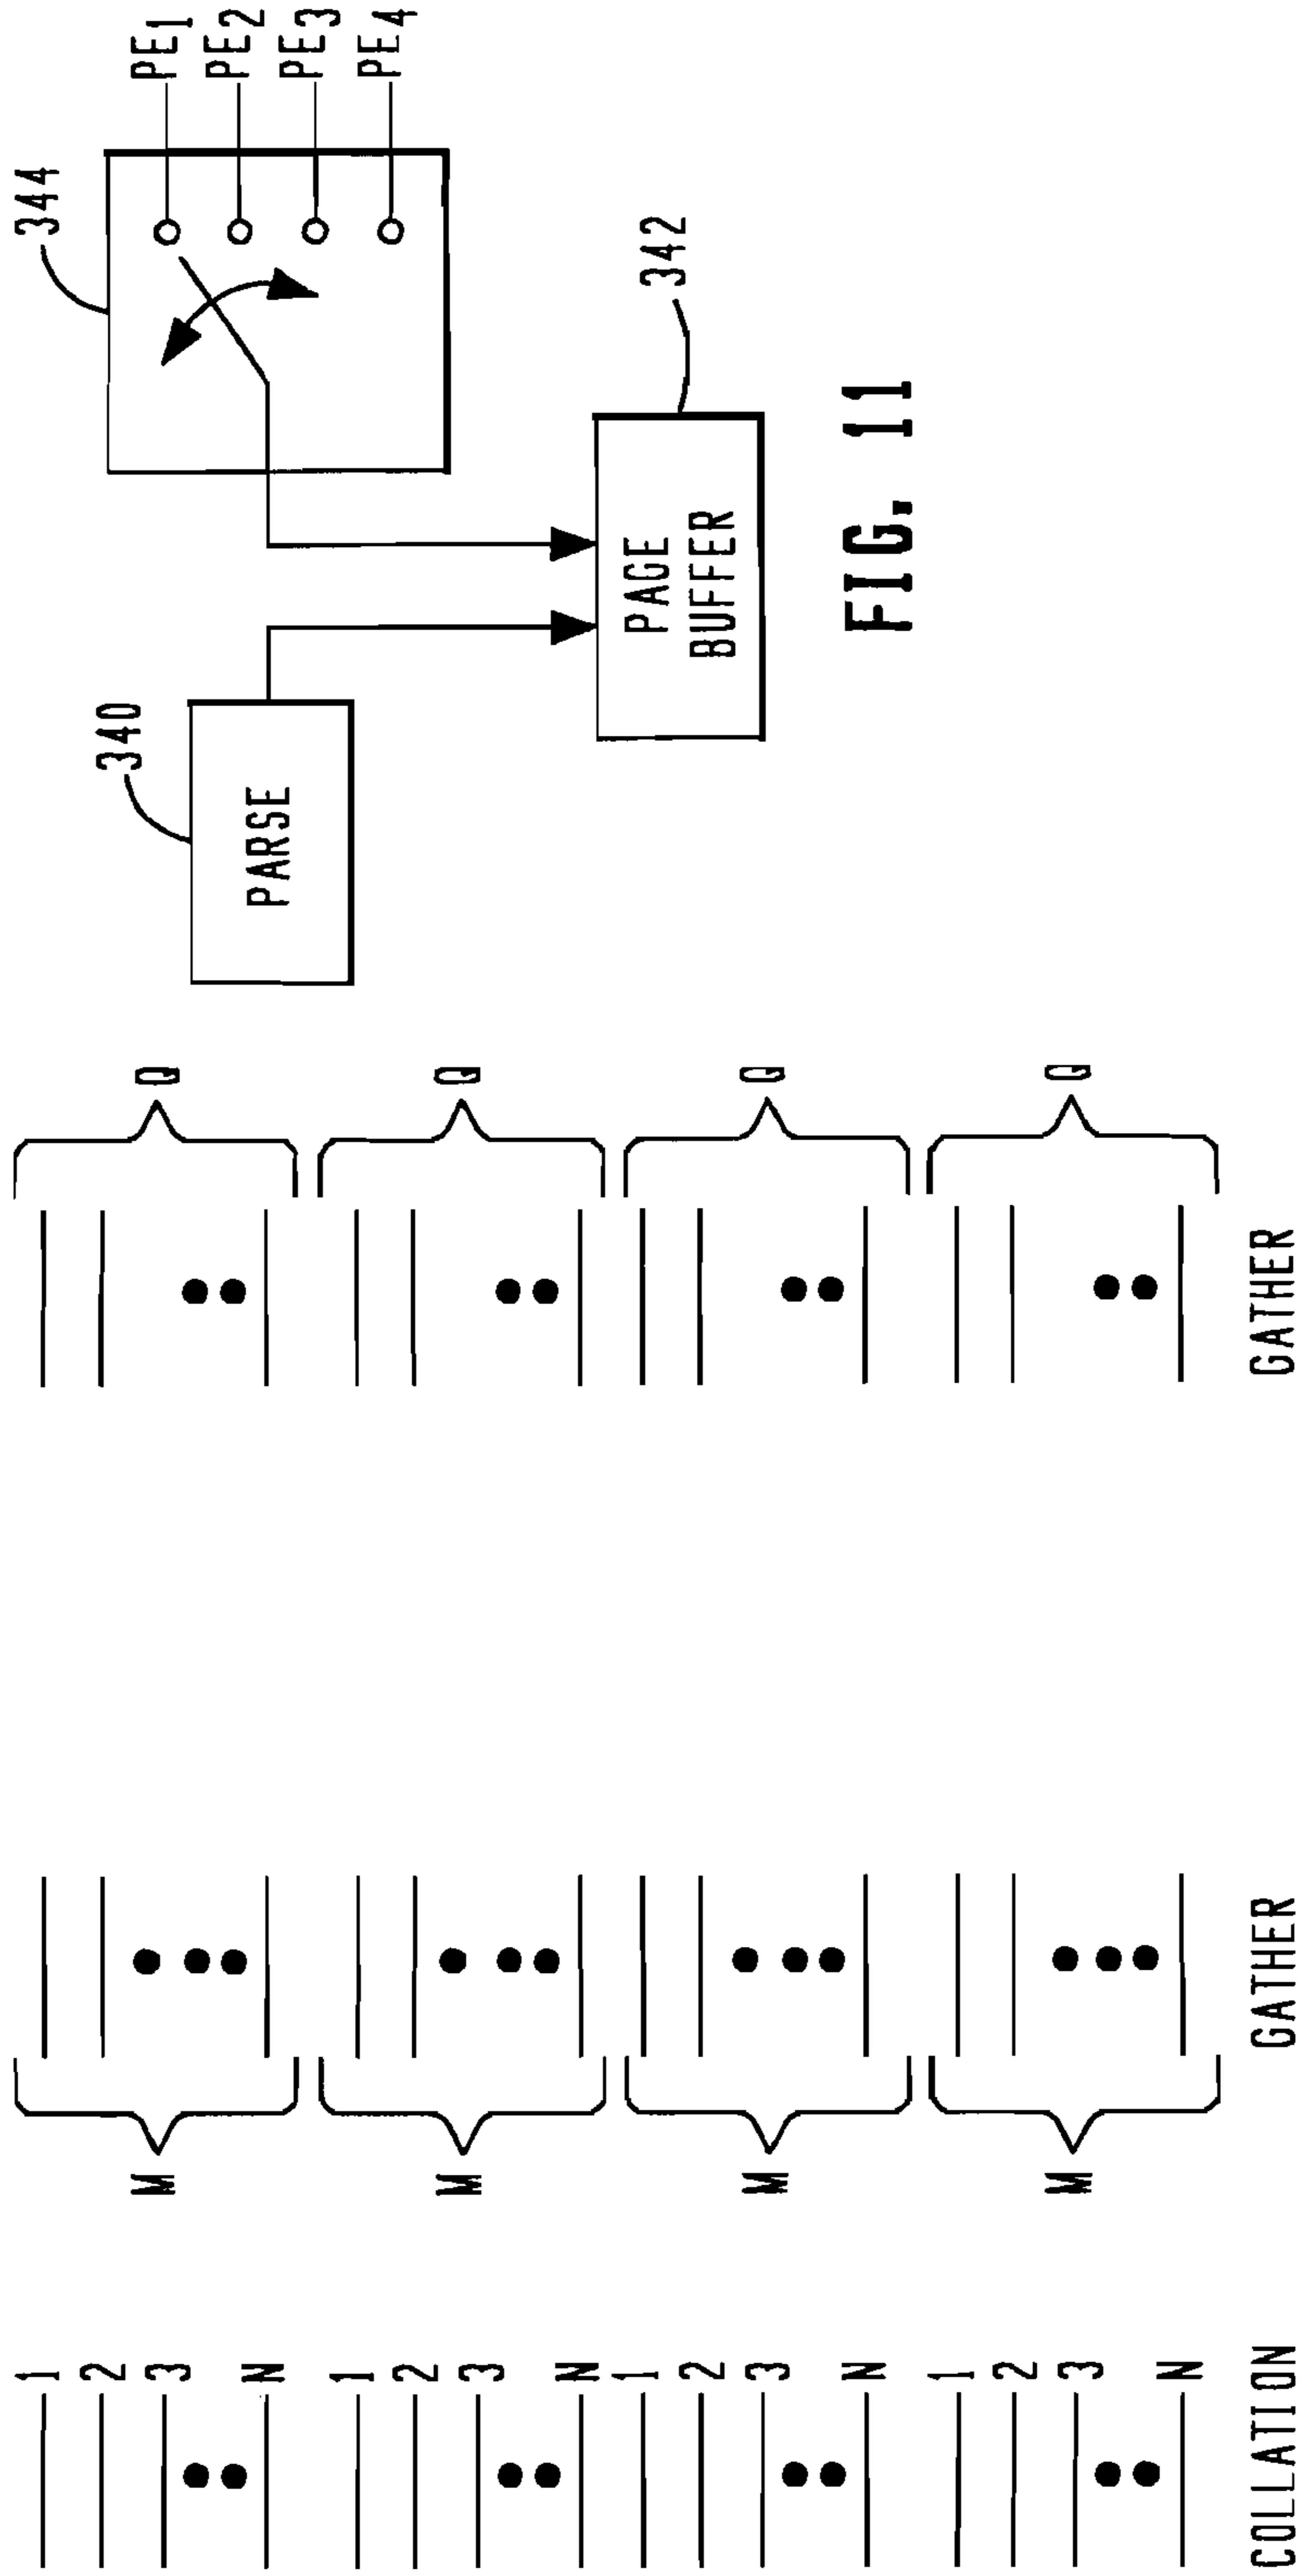 1
2
3
N
1
2
3
N
1
2
3
N
1
2
3
N
COLLATION
M
M
M
M
GATHER
Q
Q
Q
Q
GATHER
340
PARSE
344
PE1
PE2
PE3
PE4
342
PAGE
BUFFER
FIG. 11